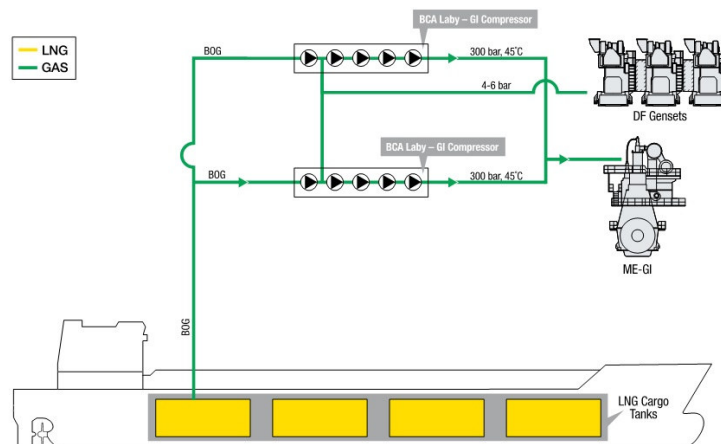 BCA Laby – GI Compressor
LNG
GAS
BOG
300 bar, 45˚C
4-6 bar
DF Gensets
BCA Laby – GI Compressor
BOG
300 bar, 45˚C
ME-GI
BOG
LNG Cargo
Tanks